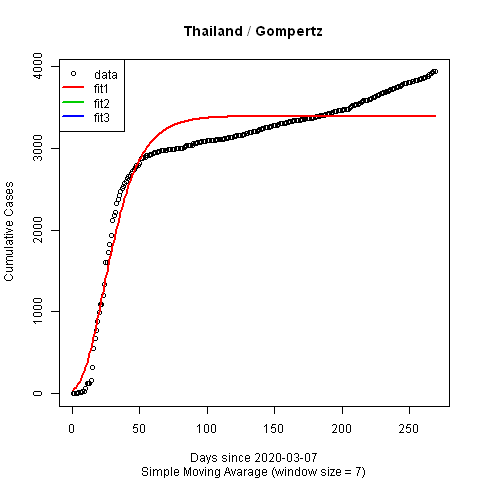 Thailand / Gompertz
data
fit1
fit2
fit3
Cumulative Cases
4000
3000
2000
1000
0
0 50 100 150 200 250
Days since 2020-03-07
Simple Moving Avarage (window size = 7)